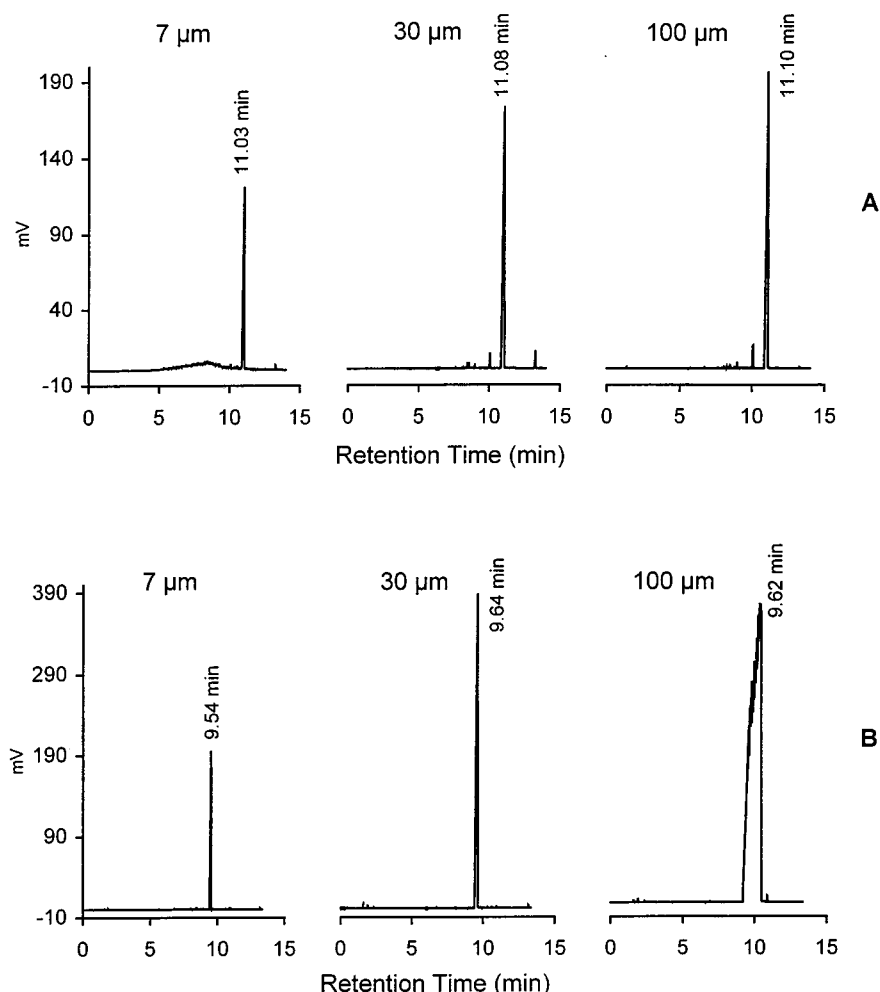 7 µm
30 µm
100 µm
11.03 min
11.08 min
11.10 min
190
140
90
40
-10
mV
A
0 5 10 15
0 5 10 15
0 5 10 15
Retention Time (min)
7 µm
30 µm
100 µm
9.54 min
9.64 min
9.62 min
390
290
190
90
-10
mV
B
0 5 10 15
0 5 10 15
0 5 10 15
Retention Time (min)